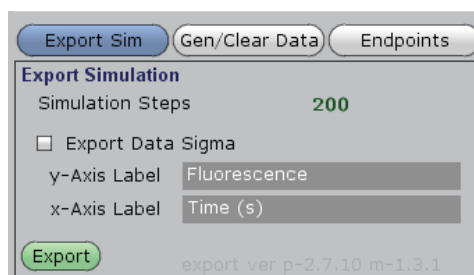 Export Sim Gen/Clear Data Endpoints
Export Simulation
Simulation Steps 200
Export Data Sigma
y-Axis Label Fluorescence
x-Axis Label Time (s)
Export export ver p-2.7.10 m-1.3.1